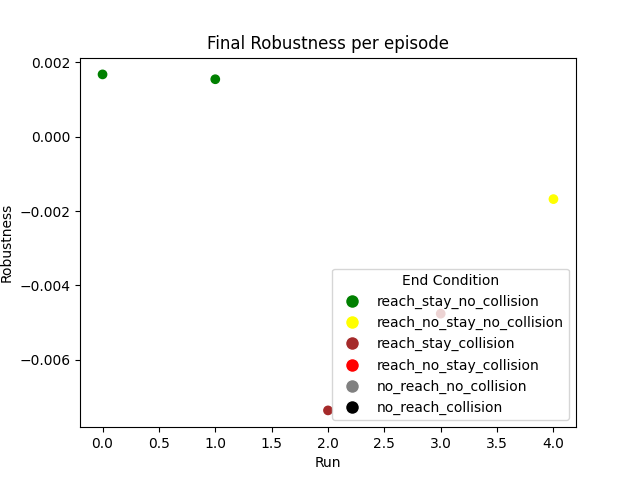 Final Robustness per episode
Robustness
0.002
0.000
−0.002
−0.004
−0.006
End Condition
reach_stay_no_collision
reach_no_stay_no_collision
reach_stay_collision
reach_no_stay_collision
no_reach_no_collision
no_reach_collision
0.0 0.5 1.0 1.5 2.0 2.5 3.0 3.5 4.0
Run